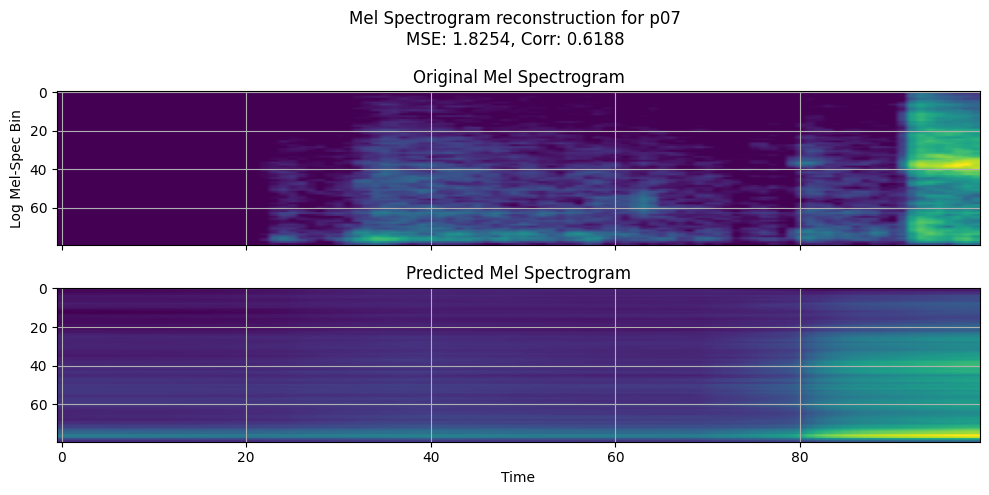 Mel Spectrogram reconstruction for p07
MSE: 1.8254, Corr: 0.6188
Original Mel Spectrogram
0
20
40
60
Log Mel-Spec Bin
Predicted Mel Spectrogram
0
20
40
60
0 20 40 60 80
Time